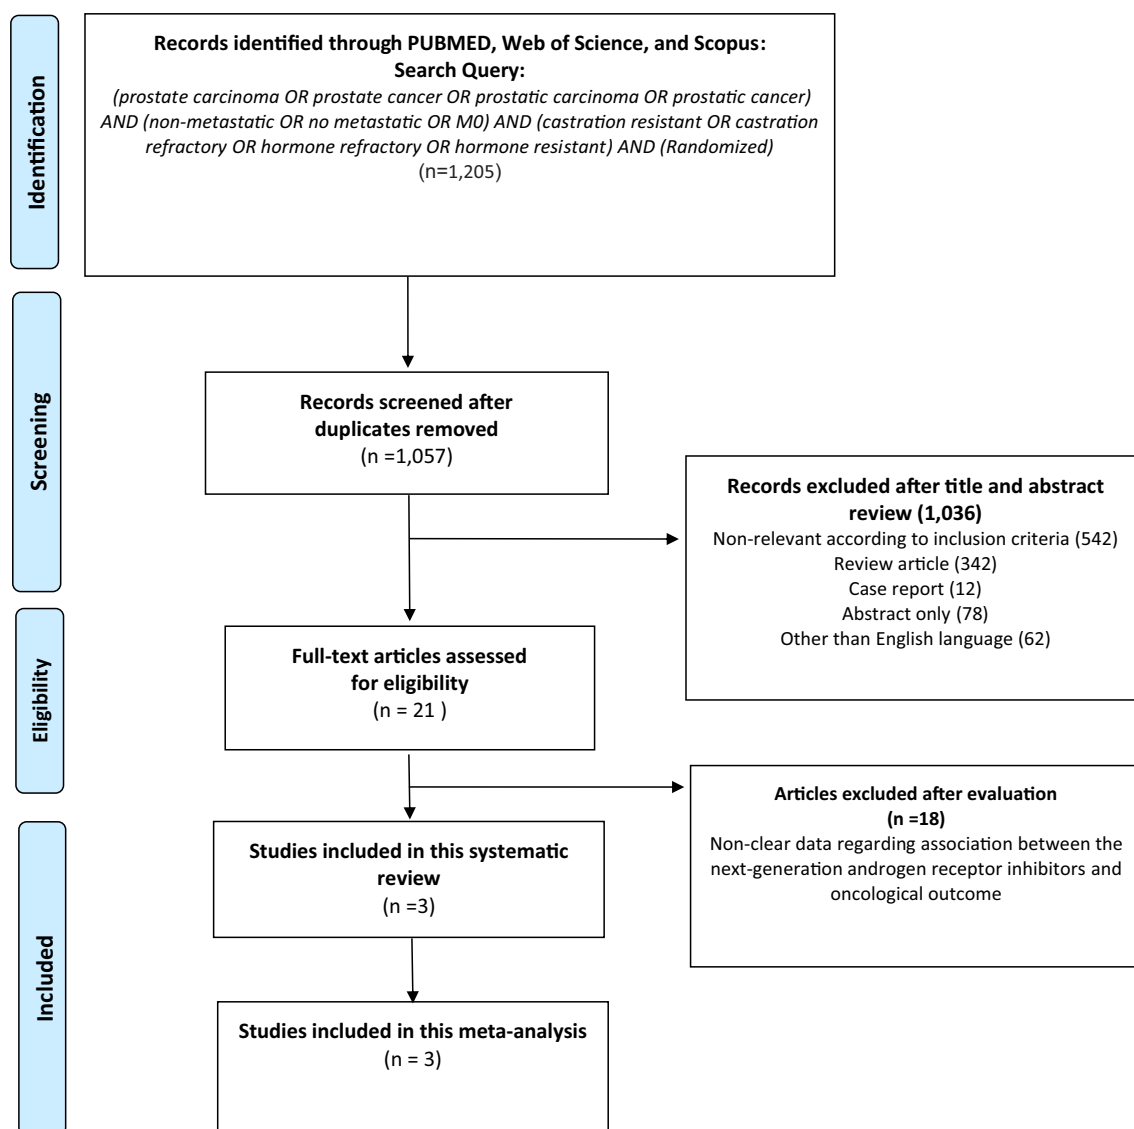 Identification
Records identified through PUBMED, Web of Science, and Scopus:
Search Query:
(prostate carcinoma OR prostate cancer OR prostatic carcinoma OR prostatic cancer)
AND (non-metastatic OR no metastatic OR M0) AND (castration resistant OR castration
refractory OR hormone refractory OR hormone resistant) AND (Randomized)
(n=1,205)
Screening
Records screened after
duplicates removed
(n =1,057)
Records excluded after title and abstract
review (1,036)
Non-relevant according to inclusion criteria (542)
Review article (342)
Case report (12)
Abstract only (78)
Other than English language (62)
Eligibility
Full-text articles assessed
for eligibility
(n = 21 )
Articles excluded after evaluation
(n =18)
Non-clear data regarding association between the
next-generation androgen receptor inhibitors and
oncological outcome
Included
Studies included in this systematic
review
(n =3)
Studies included in this meta-analysis
(n = 3)